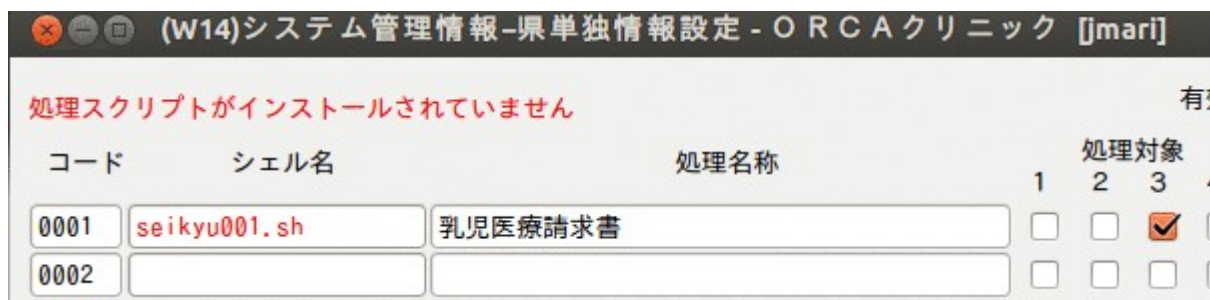 (W14)システム管理情報–県単独情報設定 - ＯＲＣＡクリニック [jmari]
処理スクリプトがインストールされていません
コード シェル名 処理名称 処理対象
1 2 3
0001 seikyu001.sh 乳児医療請求書
0002